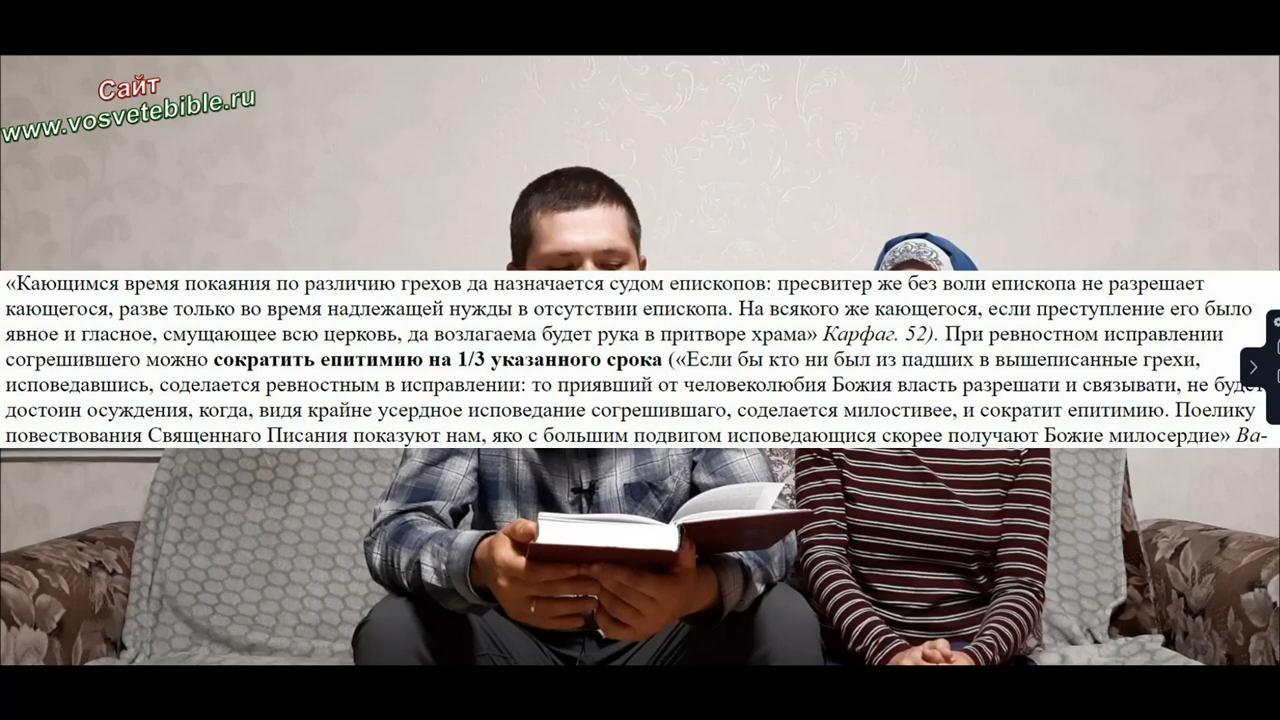 Сайт
www.vosvetebible.ru
«Кающимся время покаяния по различию грехов да назначается судом епископов: пресвитер же без воли епископа не разрешает
кающегося, разве только во время надлежащей нужды в отсутствии епископа. На всякого же кающегося, если преступление его было
явное и гласное, смущающее всю церковь, да возлагаема будет рука в притворе храма» Карфаг. 52). При ревностном исправлении
согрешившего можно сократить епитимию на 1/3 указанного срока («Если бы кто ни был из падших в вышеписанные грехи,
исповедавшись, соделается ревностным в исправлении: то приявший от человеколюбия Божия власть разрешати и связывати, не будет
достоин осуждения, когда, видя крайне усердное исповедание согрешившаго, соделается милостивее, и сократит епитимию. Поелику
повествования Священнаго Писания показуют нам, яко с большим подвигом исповедающися скорее получают Божие милосердие» Ва-